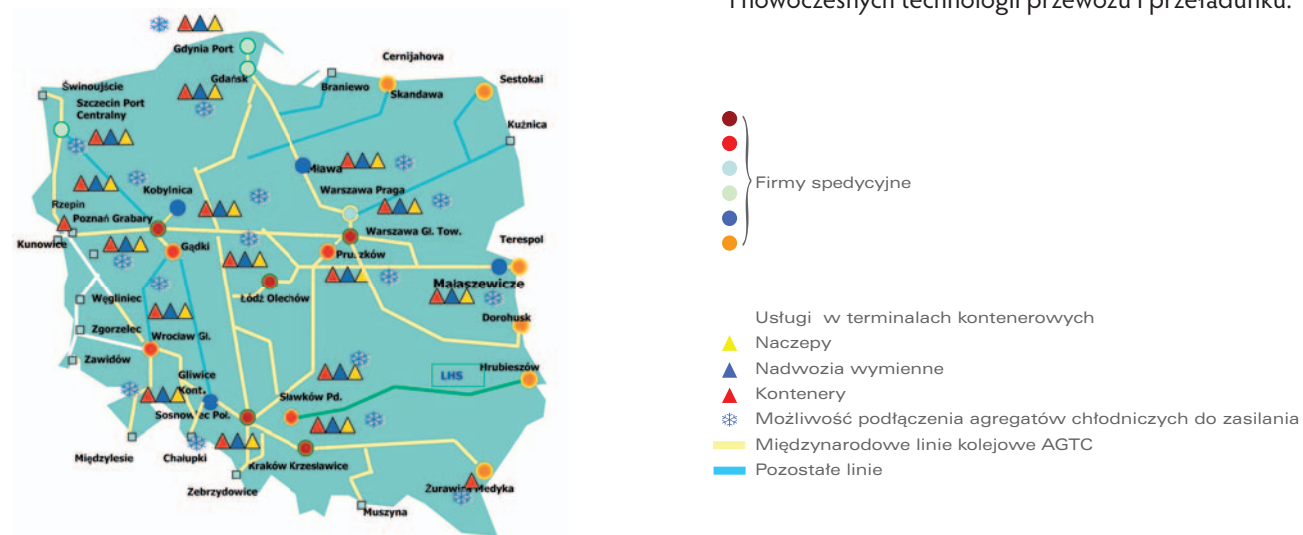 i nowoczesnych technologii przewozu i przeładunku.
Gdynia Port
Cernijahova
Gdańsk
Braniewo
Skandawa
Sestokai
Świnoujście
Szczecin Port
Centralny
Kuźnica
Mława
Kobylnica
Warszawa Praga
Rzepin
Poznań Grabary
Warszawa Gł. Tow.
Kunowice
Gądki
Pruszków
Terespol
Małaszewicze
Węgliniec
Łódź Olechów
Dorohusk
Zgorzelec
Wrocław Gł.
Zawidów
Gliwice
Kont.
LHS
Hrubieszów
Sławków Pd.
Sosnowiec Poł.
Międzylesie
Chałupki
Kraków Krzesławice
Zebrzydowice
Żurawica Medyka
Muszyna
Firmy spedycyjne
Usługi w terminalach kontenerowych
Naczepy
Nadwozia wymienne
Kontenery
Możliwość podłączenia agregatów chłodniczych do zasilania
Międzynarodowe linie kolejowe AGTC
Pozostałe linie